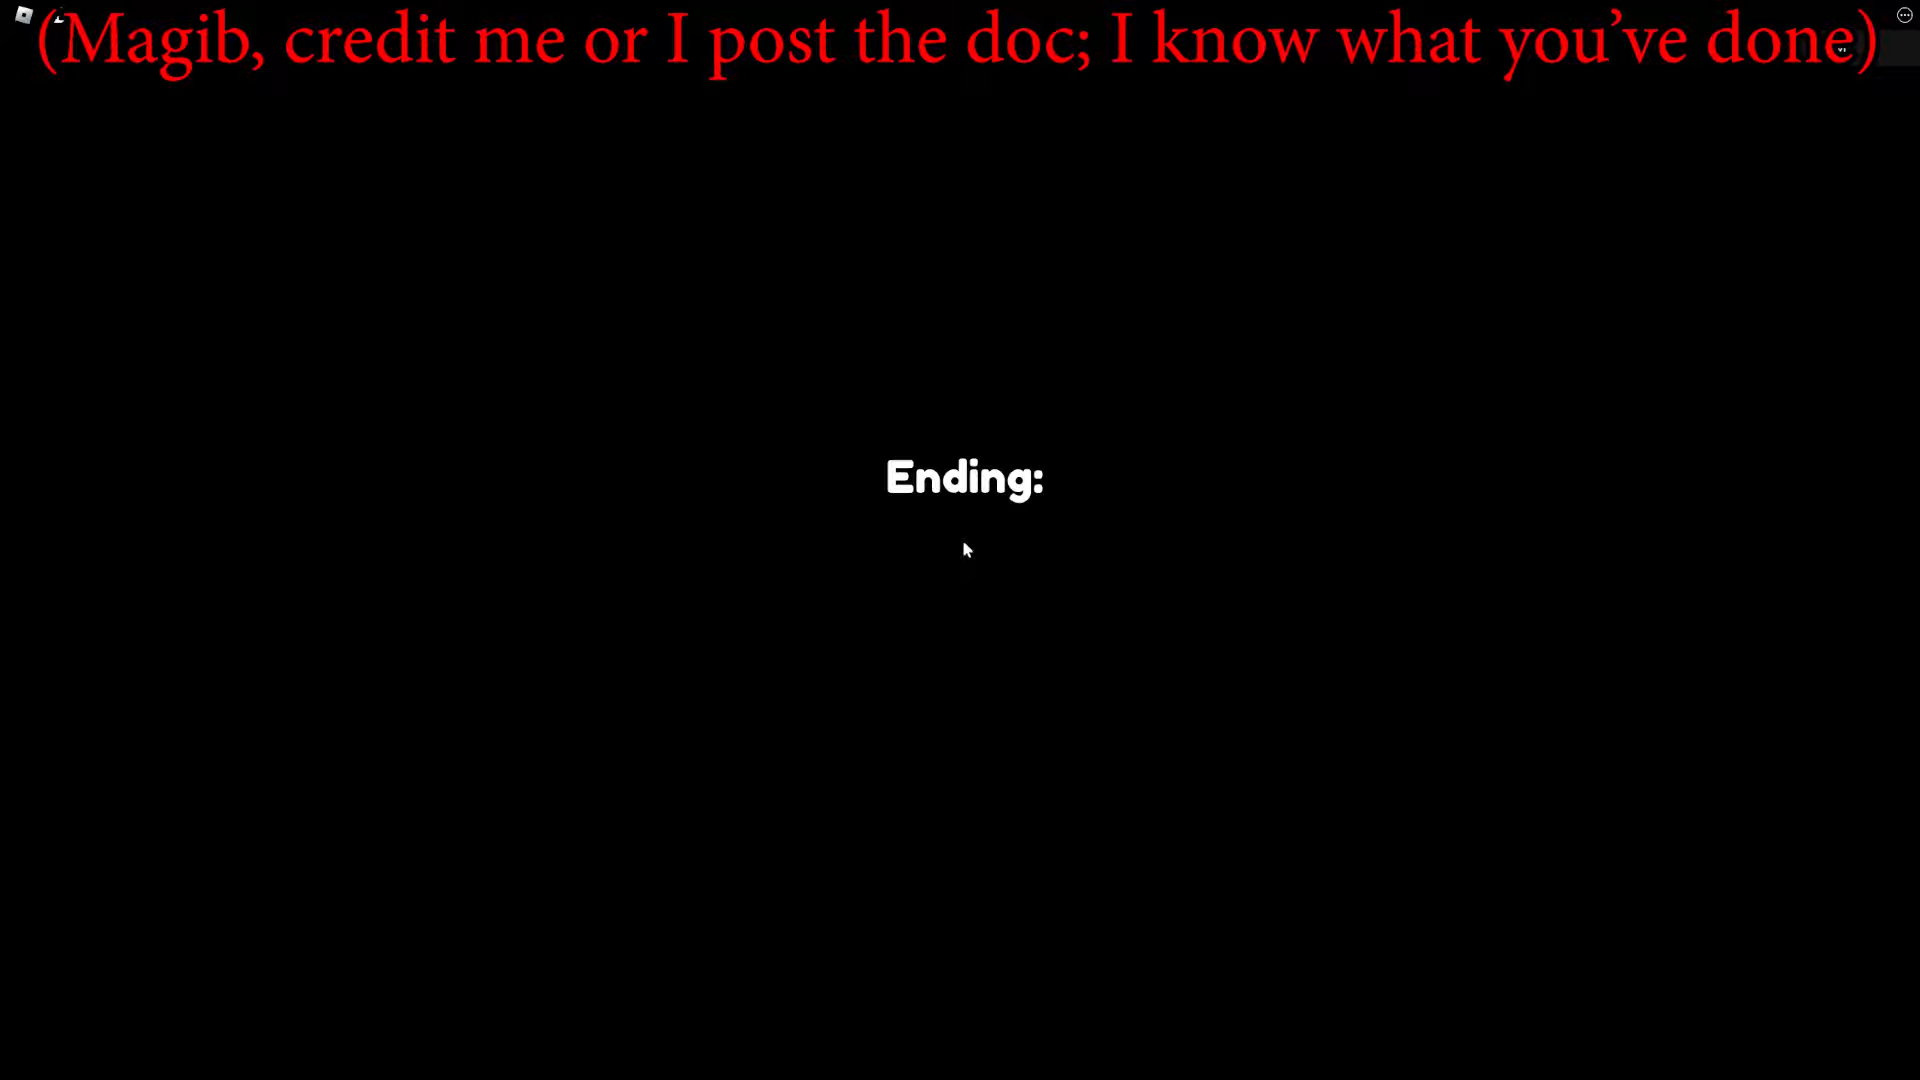 (Magib, credit me or I post the doc; I know what you’ve done)
Ending: